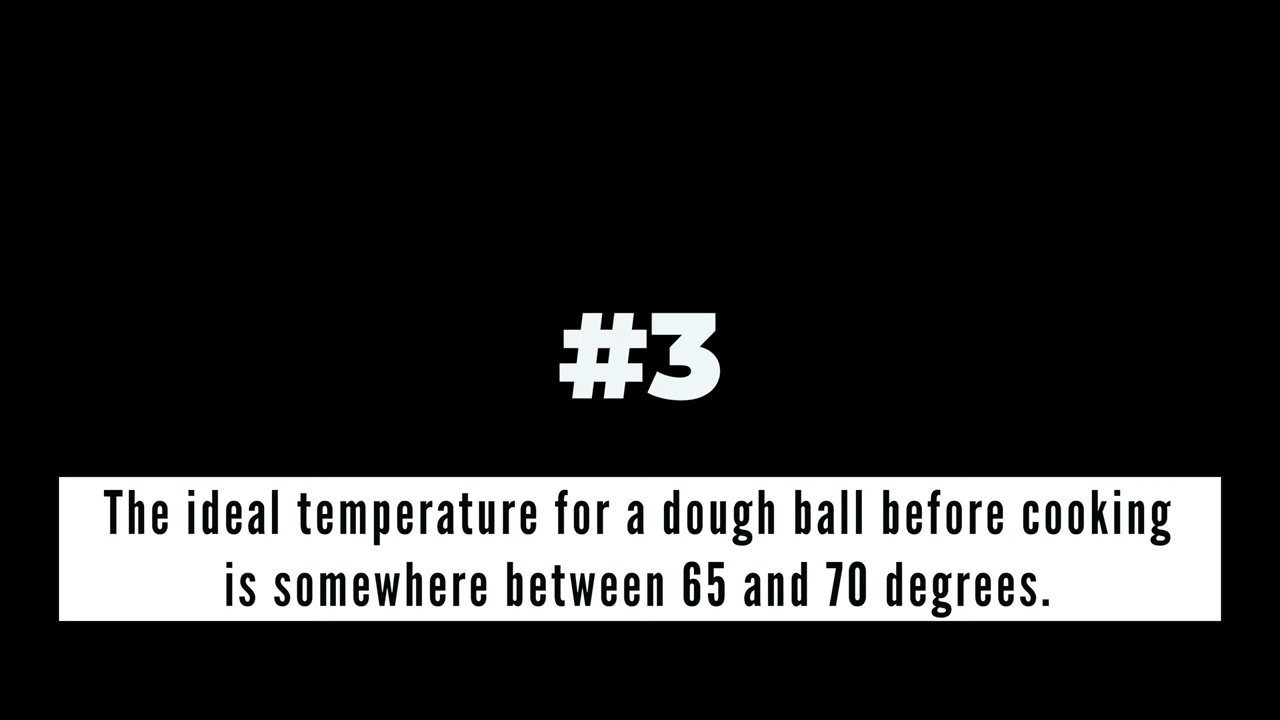 #3
The ideal temperature for a dough ball before cooking
is somewhere between 65 and 70 degrees.